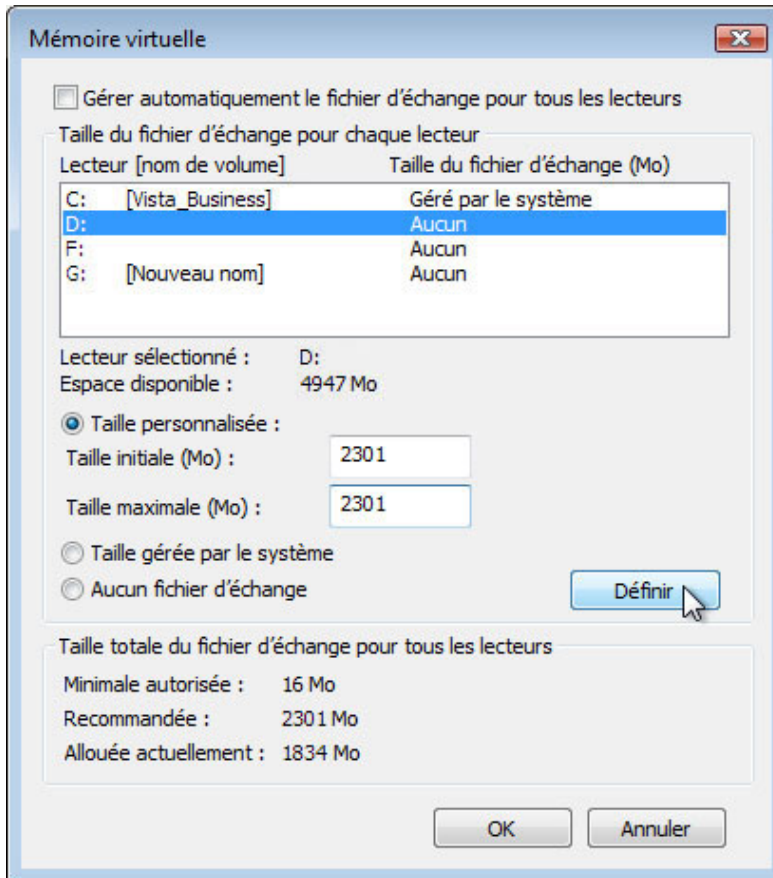 Mémoire virtuelle
Gérer automatiquement le fichier d'échange pour tous les lecteurs
Taille du fichier d'échange pour chaque lecteur
Lecteur [nom de volume] Taille du fichier d'échange (Mo)
C: [Vista_Business] Géré par le système
D: Aucun
F: Aucun
G: [Nouveau nom] Aucun
Lecteur sélectionné : D:
Espace disponible : 4947 Mo
Taille personnalisée :
Taille initiale (Mo) : 2301
Taille maximale (Mo) : 2301
Taille gérée par le système
Aucun fichier d'échange
Définir
Taille totale du fichier d'échange pour tous les lecteurs
Minimale autorisée : 16 Mo
Recommandée : 2301 Mo
Allouée actuellement : 1834 Mo
OK Annuler